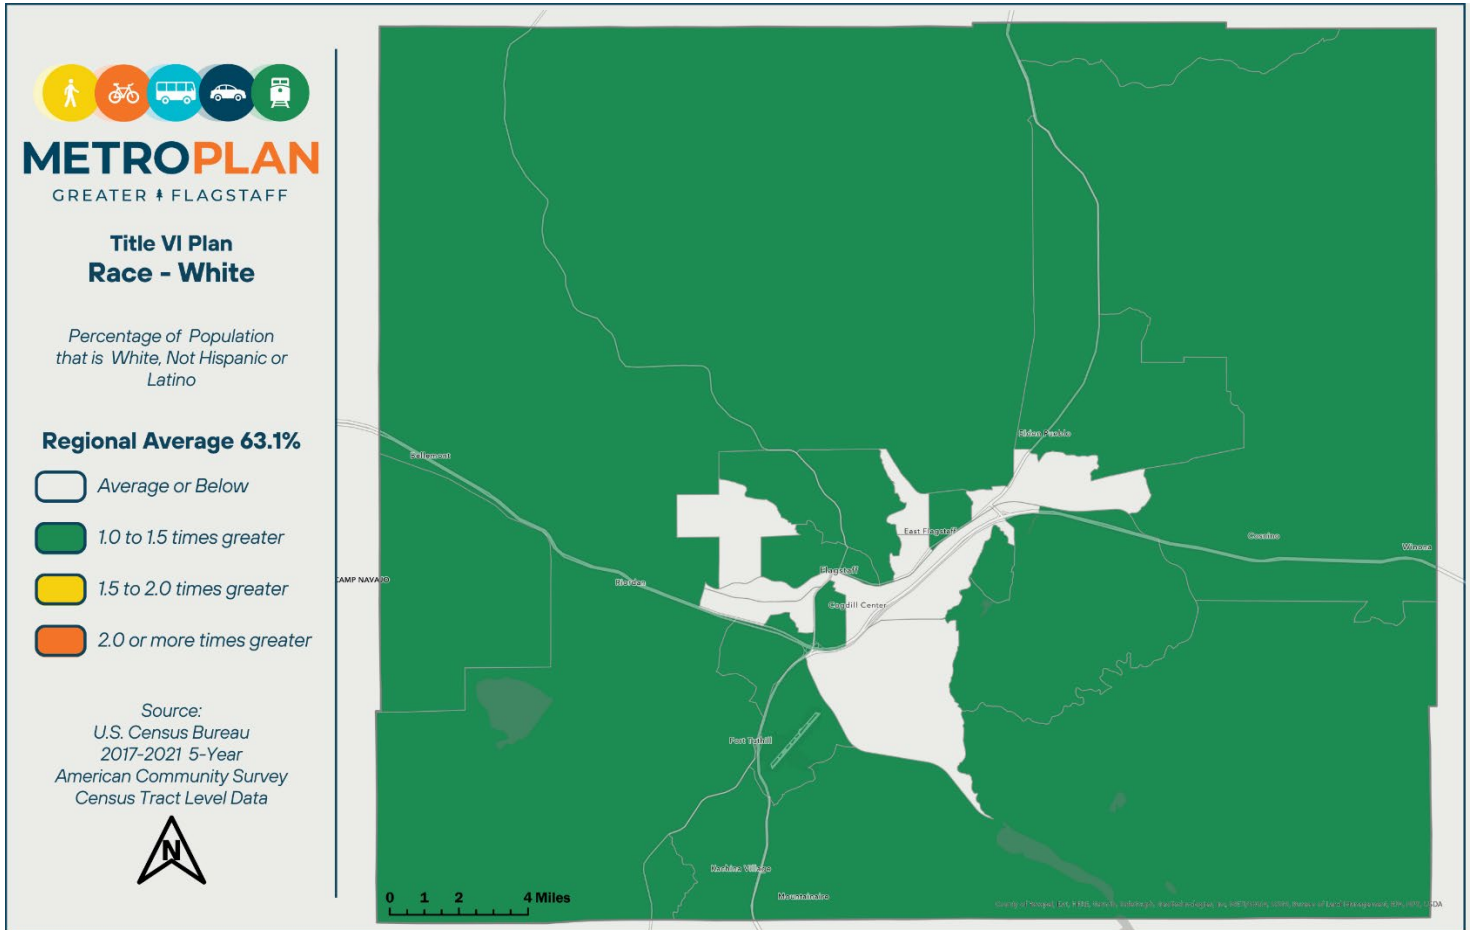 METROPLAN
GREATER FLAGSTAFF
Title VI Plan
Race - White
Percentage of Population
that is White, Not Hispanic or
Latino
Regional Average 63.1%
Average or Below
1.0 to 1.5 times greater
1.5 to 2.0 times greater
2.0 or more times greater
Source:
U.S. Census Bureau
2017-2021 5-Year
American Community Survey
Census Tract Level Data
N
Elden Pueblo
Bellemont
East Flagstaff
Cosnino
Winona
CAMP NAVAJO
Riordan
Flagstaff
Cogdill Center
Fort Tuthill
Kachina Village
Mountainaire
0 1 2 4 Miles